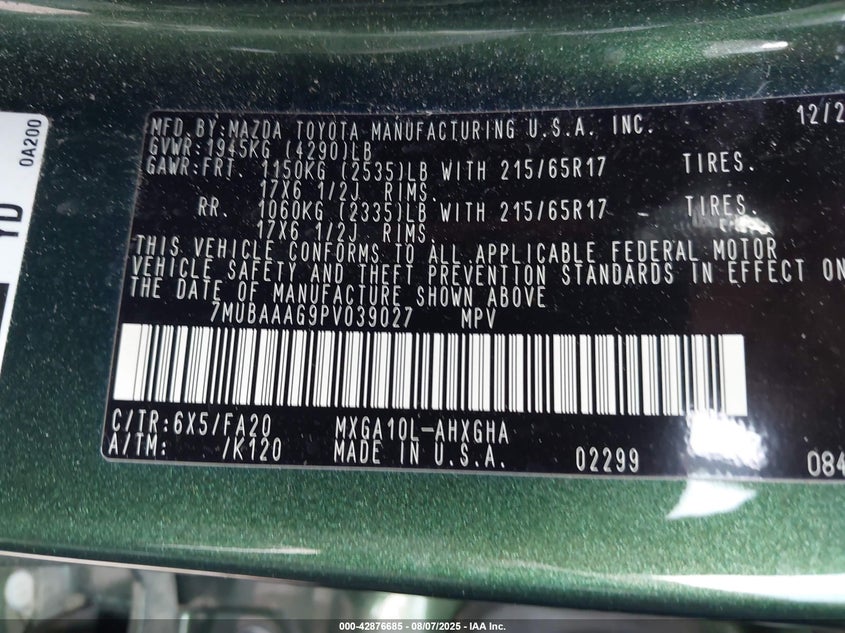 0A200
YD
MFD.BY:MAZDA TOYOTA MANUFACTURING U.S.A. INC. 12/2
GVWR:1945KG (4290)LB
GAWR:FRT. 1150KG (2535)LB WITH 215/65R17 TIRES.
17X6 1/2J RIMS.
RR. 1060KG (2335)LB WITH 215/65R17 TIRES.
17X6 1/2J RIMS.
THIS VEHICLE CONFORMS TO ALL APPLICABLE FEDERAL MOTOR
VEHICLE SAFETY AND THEFT PREVENTION STANDARDS IN EFFECT ON
THE DATE OF MANUFACTURE SHOWN ABOVE
7MUBAAAG9PV039027 MPV
C/TR:6X5/FA20 MXGA10L-AHXGHA
A/TM: /K120 MADE IN U.S.A. 02299 084
000-42876685 - 08/07/2025 - IAA Inc.